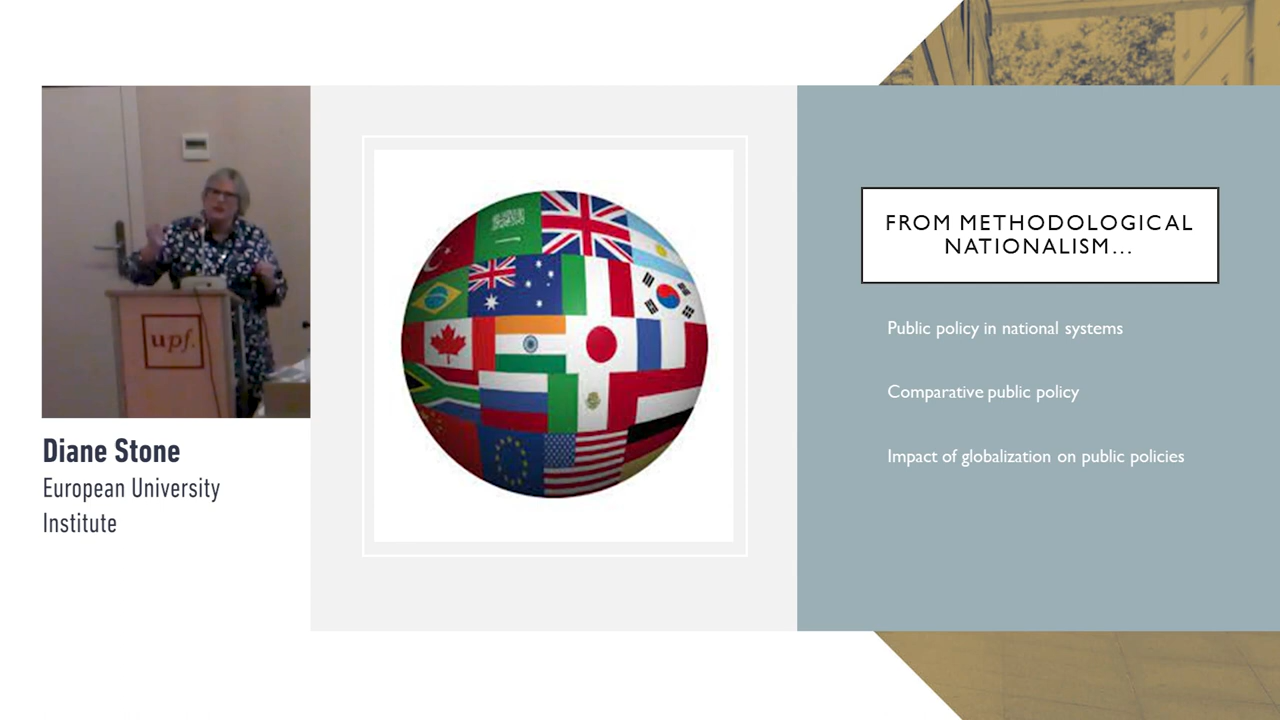 upf.
Diane Stone
European University
Institute
FROM METHODOLOGICAL
NATIONALISM...
Public policy in national systems
Comparative public policy
Impact of globalization on public policies